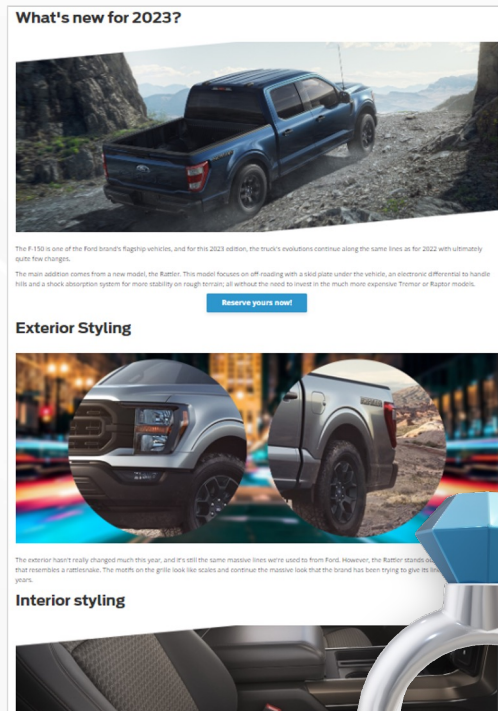 What's new for 2023?
The F-150 is one of the Ford brand's flagship vehicles, and for this 2023 edition, the truck's evolutions continue along the same lines as for 2022 with ultimately
quite few changes.
The main addition comes from a new model, the Rattler. This model focuses on off-roading with a skid plate under the vehicle, an electronic differential to handle
hills and a shock absorption system for more stability on rough terrain; all without the need to invest in the much more expensive Tremor or Raptor models.
Reserve yours now!
Exterior Styling
The exterior hasn't really changed much this year, and it's still the same massive lines we're used to from Ford. However, the Rattler stands
that resembles a rattlesnake. The motifs on the grille look like scales and continue the massive look that the brand has been trying to give its
years.
Interior styling